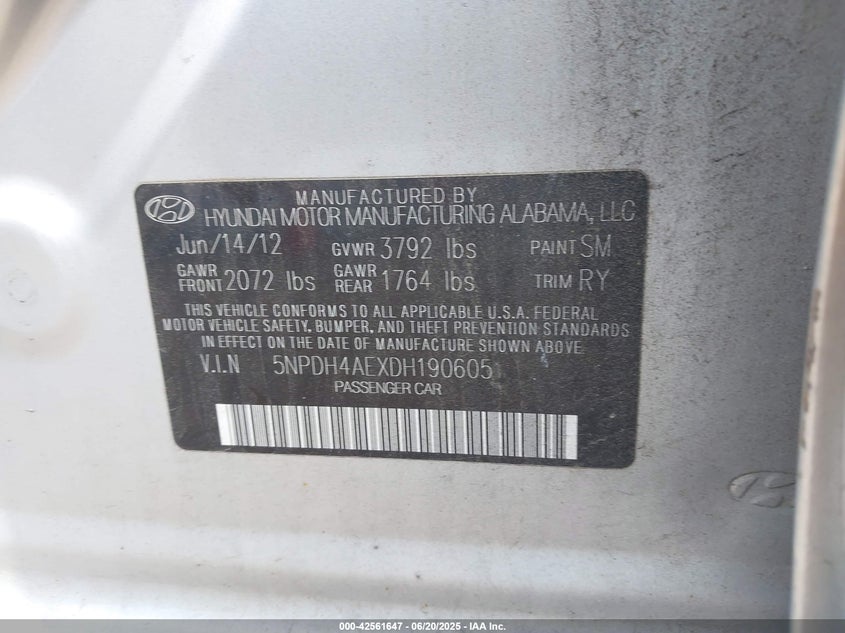 MANUFACTURED BY
HYUNDAI MOTOR MANUFACTURING ALABAMA, LLC
Jun/14/12 GVWR 3792 lbs PAINT SM
GAWR FRONT 2072 lbs GAWR REAR 1764 lbs TRIM RY
THIS VEHICLE CONFORMS TO ALL APPLICABLE U.S.A. FEDERAL
MOTOR VEHICLE SAFETY, BUMPER, AND THEFT PREVENTION STANDARDS
IN EFFECT ON THE DATE OF MANUFACTURE SHOWN ABOVE
V.I.N 5NPDH4AEXDH190605
PASSENGER CAR
000-42561647 - 06/20/2025 - IAA Inc.